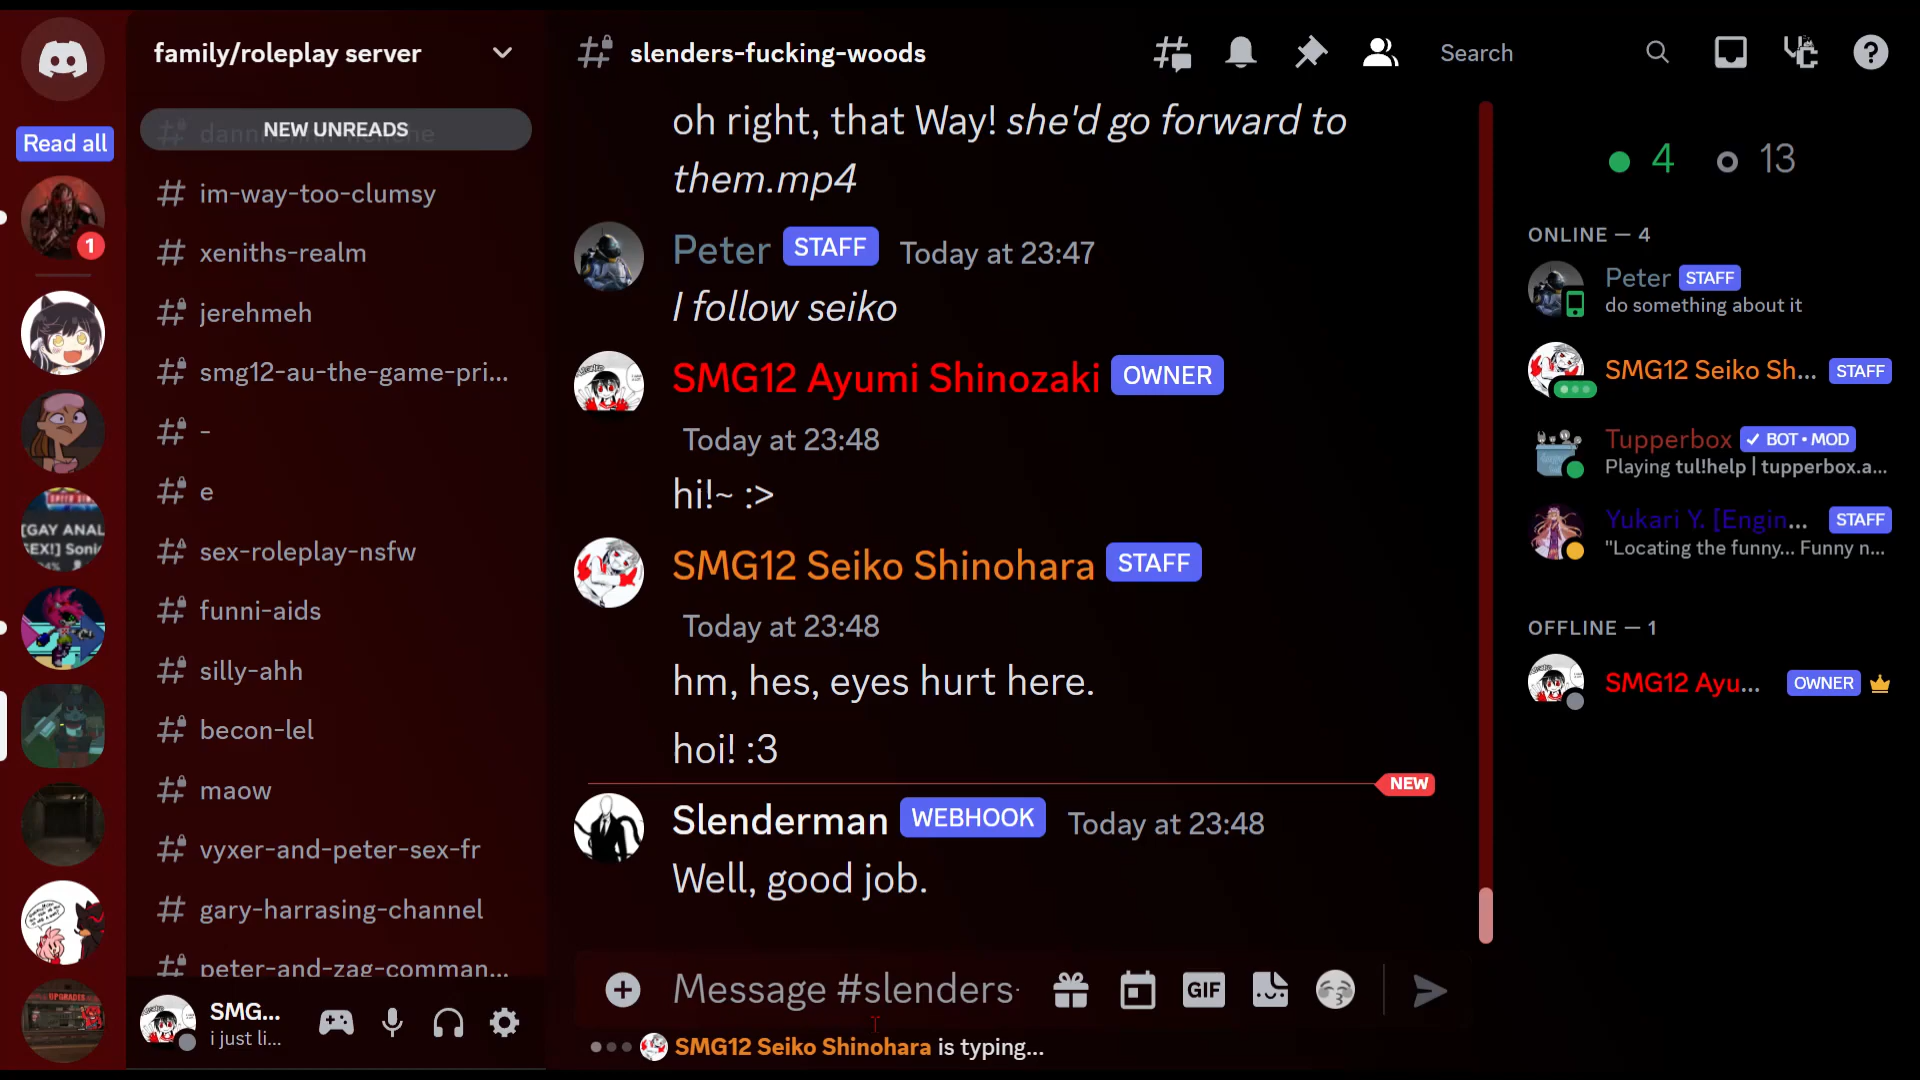 family/roleplay server
NEW UNREADS
# im-way-too-clumsy
# xeniths-realm
# jerehmeh
# smg12-au-the-game-pri...
# -
# e
# sex-roleplay-nsfw
# funni-aids
# silly-ahh
# becon-lel
# maow
# vyxer-and-peter-sex-fr
# gary-harrasing-channel
# peter-and-zag-comman...
SMG...
i just li...
Read all
1
[GAY ANAL
SEX!] Soni
UPGRADES
slenders-fucking-woods
Search
oh right, that Way! she'd go forward to
them.mp4
Peter STAFF Today at 23:47
I follow seiko
SMG12 Ayumi Shinozaki OWNER
Today at 23:48
hi!~ :>
SMG12 Seiko Shinohara STAFF
Today at 23:48
hm, hes, eyes hurt here.
hoi! :3
NEW
Slenderman WEBHOOK Today at 23:48
Well, good job.
Message #slenders
GIF
SMG12 Seiko Shinohara is typing...
4 13
ONLINE — 4
Peter STAFF
do something about it
SMG12 Seiko Sh... STAFF
Tupperbox ✓ BOT • MOD
Playing tul!help | tupperbox.a...
Yukari Y. [Engin... STAFF
"Locating the funny... Funny n...
OFFLINE — 1
SMG12 Ayu... OWNER